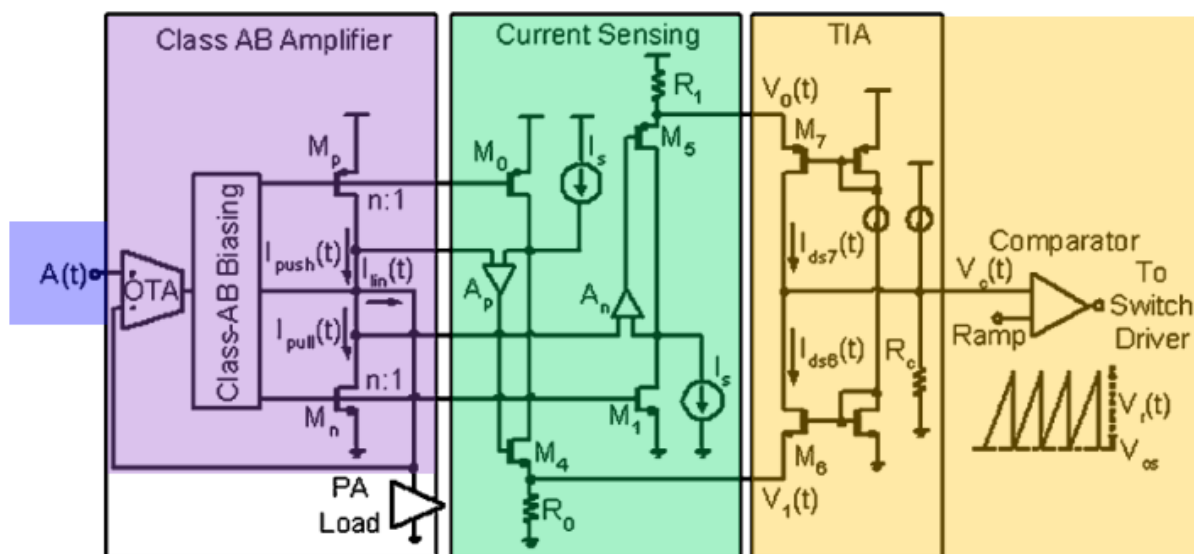 Class AB Amplifier
Current Sensing
TIA
R1
V0(t)
Mp
M0
Is
M5
M7
n:1
Class-AB Biasing
A(t)
OTA
Ipush(t)
Ilin(t)
Ap
An
Ids7(t)
Comparator
Vc(t)
To
Switch
Driver
Ramp
Ipull(t)
Ids6(t)
Rc
Is
n:1
Mn
M1
Vr(t)
Vos
M4
M6
PA
Load
R0
V1(t)